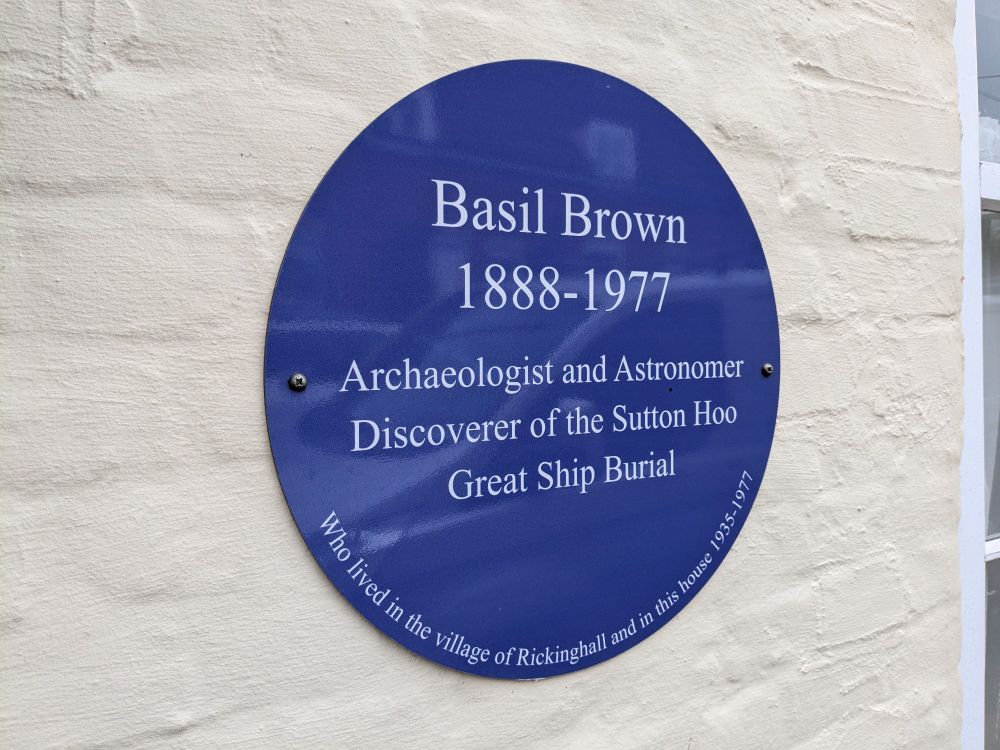 Basil Brown
1888-1977
Archaeologist and Astronomer
Discoverer of the Sutton Hoo
Great Ship Burial
Who lived in the village of Rickinghall and in this house 1935-1977